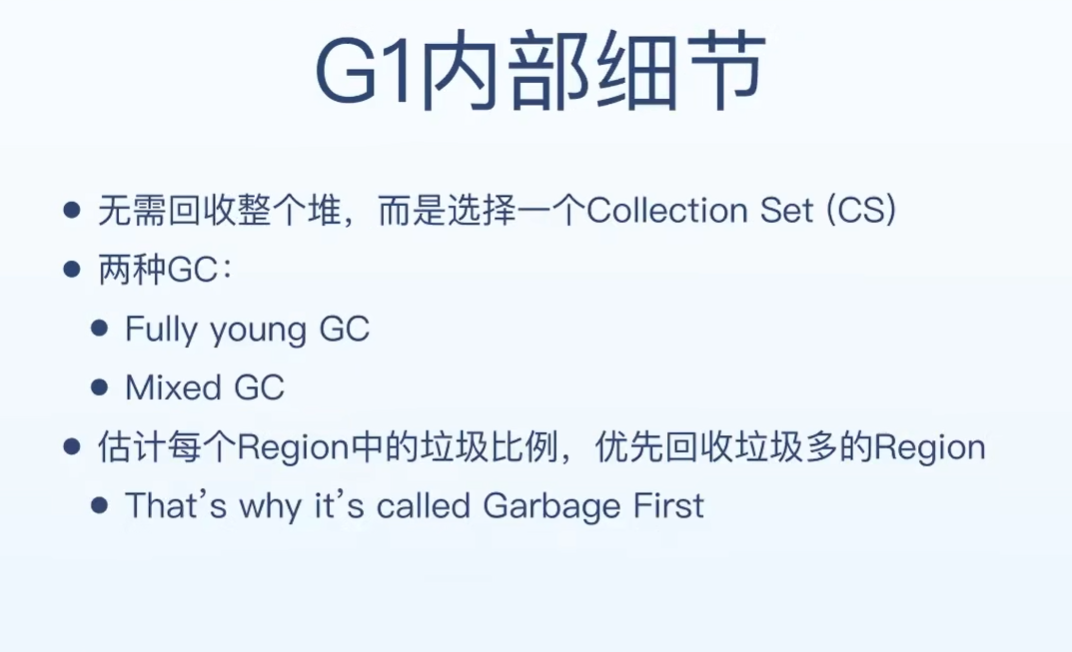 G1内部细节
● 无需回收整个堆，而是选择一个Collection Set (CS)
● 两种GC：
● Fully young GC
● Mixed GC
● 估计每个Region中的垃圾比例，优先回收垃圾多的Region
● That’s why it’s called Garbage First